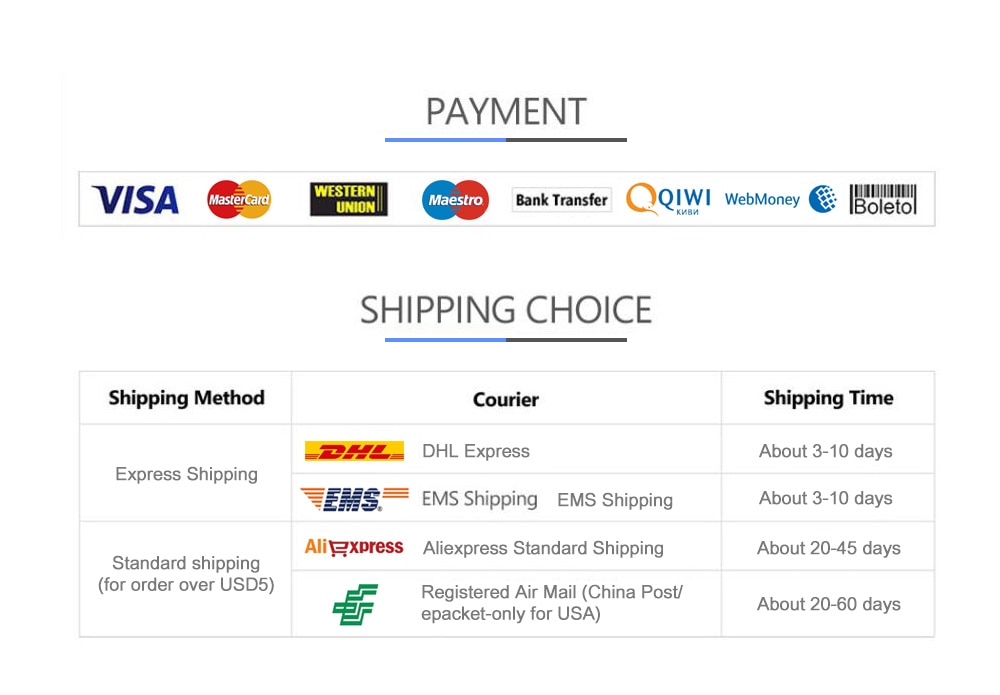 PAYMENT
VISA MasterCard WESTERN UNION Maestro Bank Transfer QIWI КИВИ WebMoney Boleto
SHIPPING CHOICE
Shipping Method Courier Shipping Time
Express Shipping
DHL DHL Express About 3-10 days
EMS EMS Shipping EMS Shipping About 3-10 days
Standard shipping
(for order over USD5)
AliExpress Aliexpress Standard Shipping About 20-45 days
Registered Air Mail (China Post/
epacket-only for USA)
About 20-60 days